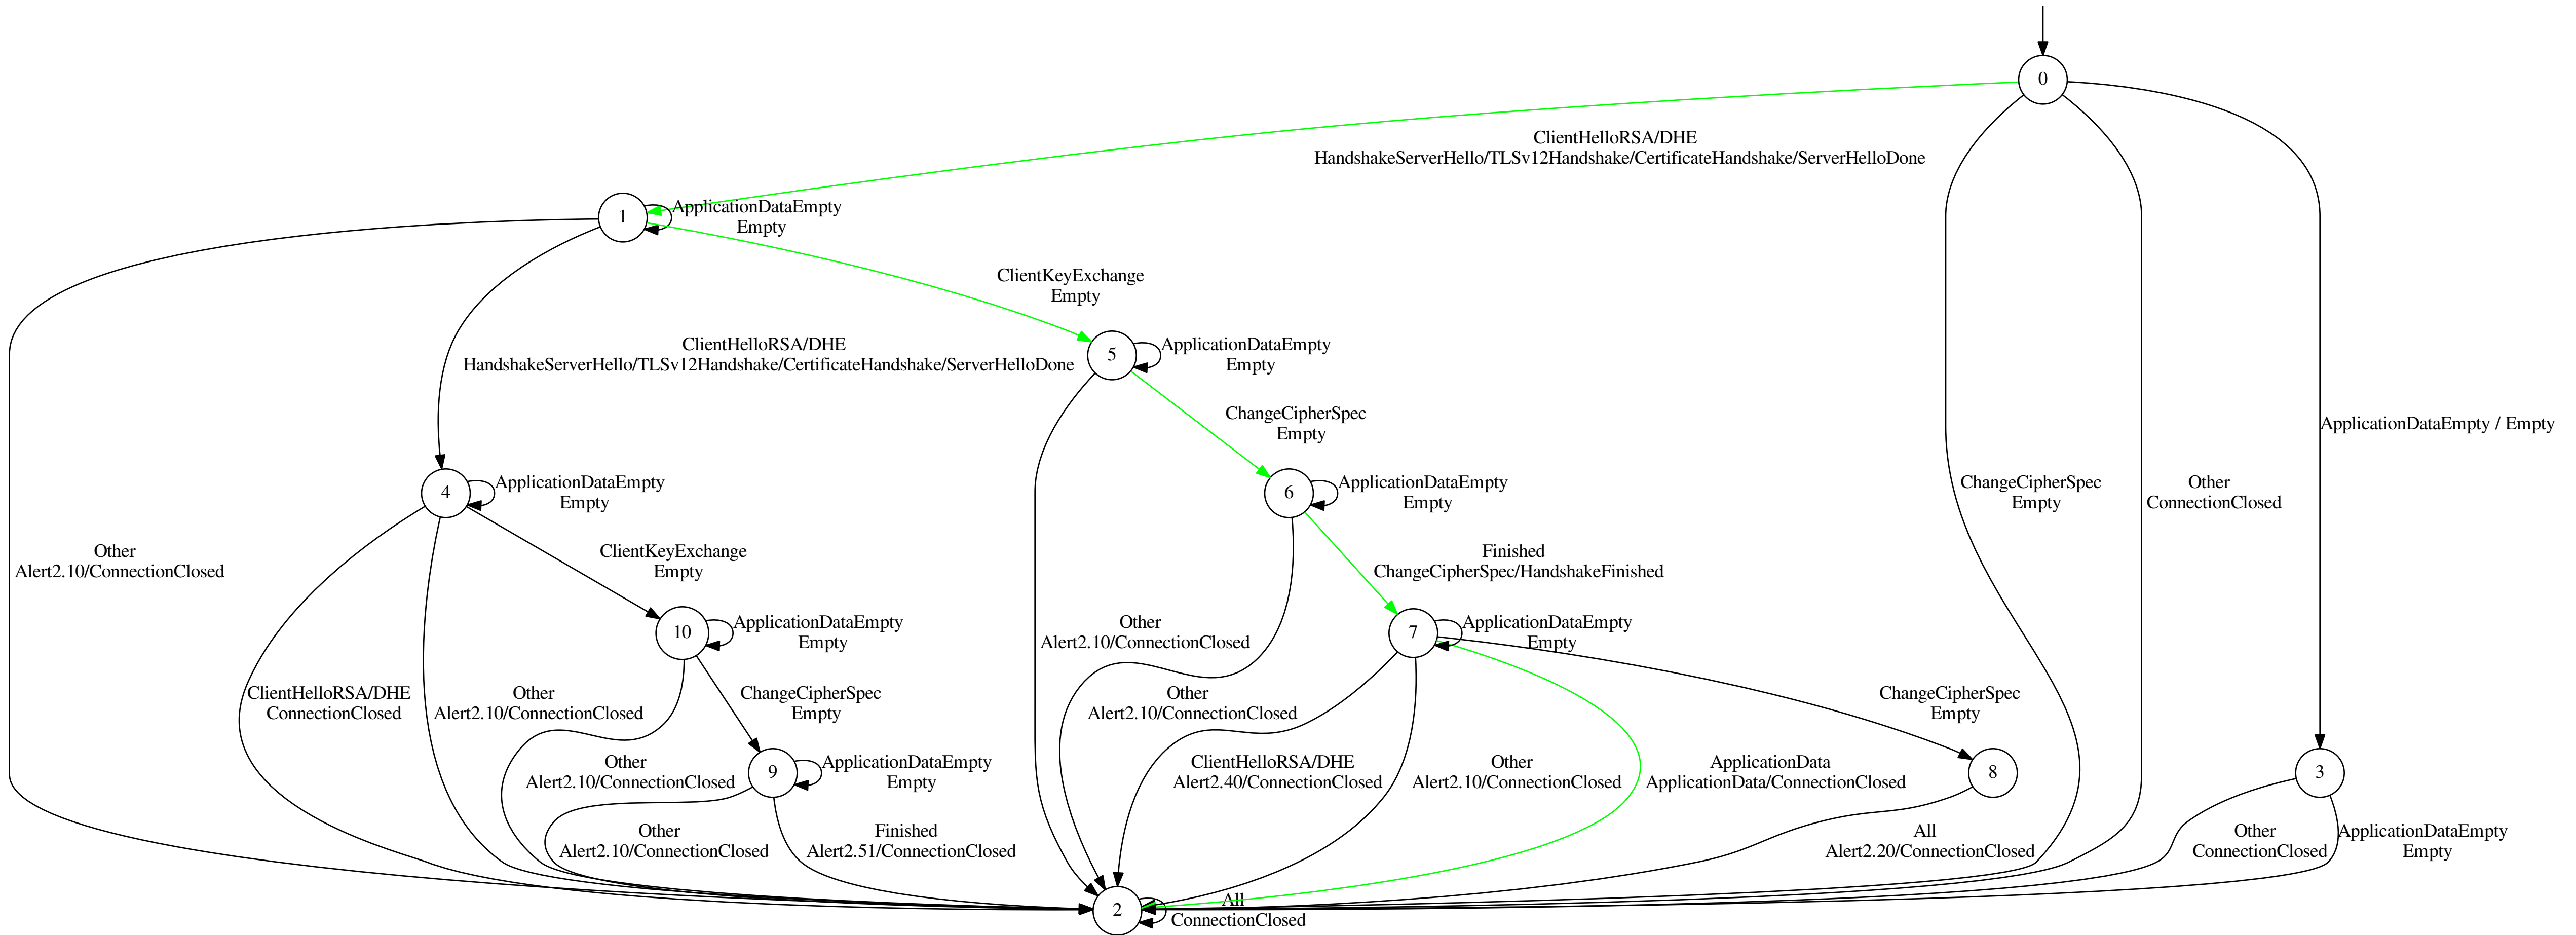 0
ClientHelloRSA/DHE
HandshakeServerHello/TLSv12Handshake/CertificateHandshake/ServerHelloDone
1
ApplicationDataEmpty
Empty
ClientKeyExchange
Empty
ClientHelloRSA/DHE
HandshakeServerHello/TLSv12Handshake/CertificateHandshake/ServerHelloDone
5
ApplicationDataEmpty
Empty
ChangeCipherSpec
Empty
ApplicationDataEmpty / Empty
4
ApplicationDataEmpty
Empty
6
ApplicationDataEmpty
Empty
ChangeCipherSpec
Empty
Other
ConnectionClosed
Other
Alert2.10/ConnectionClosed
ClientKeyExchange
Empty
Finished
ChangeCipherSpec/HandshakeFinished
10
ApplicationDataEmpty
Empty
Other
Alert2.10/ConnectionClosed
7
ApplicationDataEmpty
Empty
ClientHelloRSA/DHE
ConnectionClosed
Other
Alert2.10/ConnectionClosed
ChangeCipherSpec
Empty
Other
Alert2.10/ConnectionClosed
ChangeCipherSpec
Empty
Other
Alert2.10/ConnectionClosed
9
ApplicationDataEmpty
Empty
ClientHelloRSA/DHE
Alert2.40/ConnectionClosed
Other
Alert2.10/ConnectionClosed
ApplicationData
ApplicationData/ConnectionClosed
8
3
Other
Alert2.10/ConnectionClosed
Finished
Alert2.51/ConnectionClosed
All
Alert2.20/ConnectionClosed
Other
ConnectionClosed
ApplicationDataEmpty
Empty
2
All
ConnectionClosed